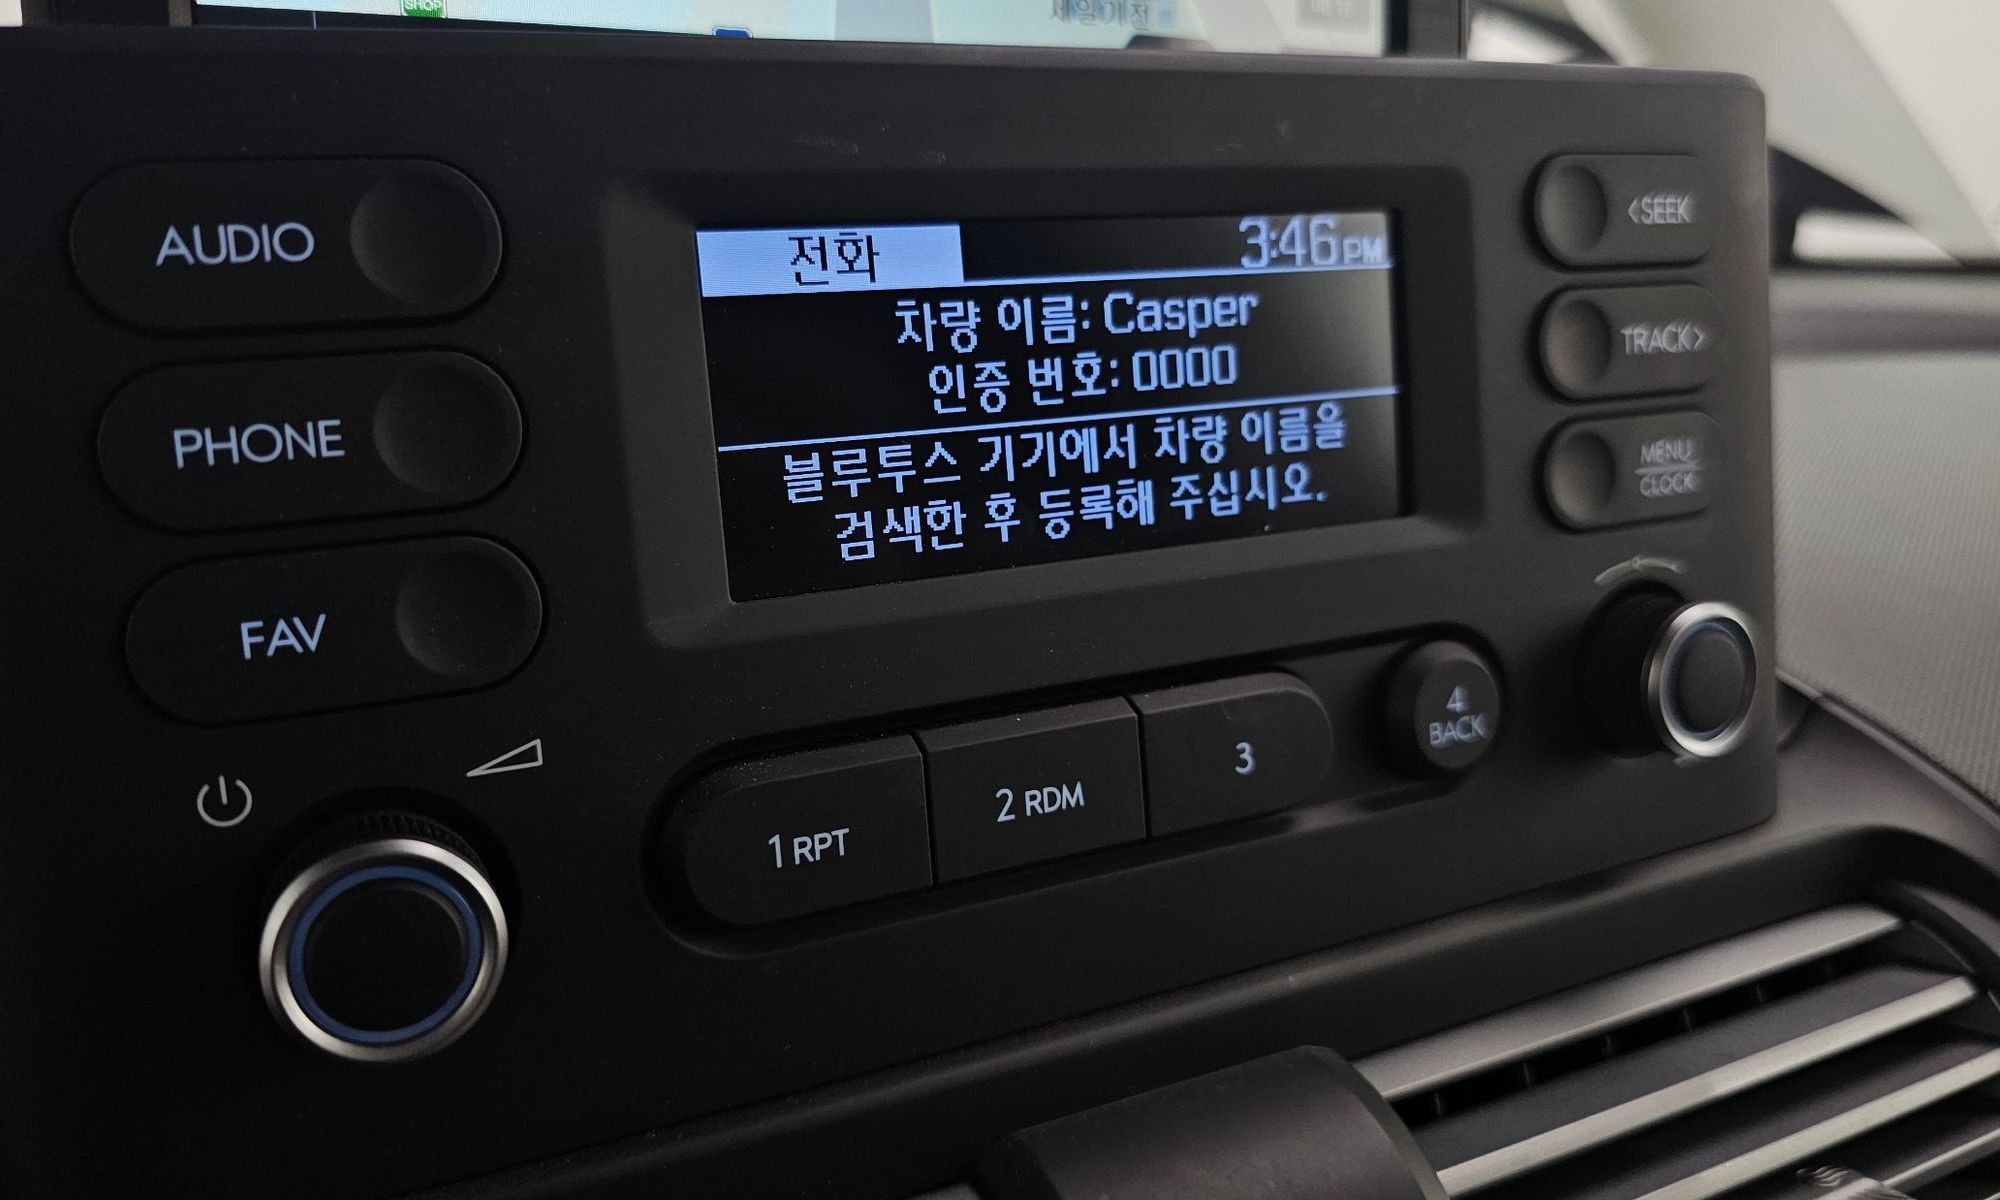 SHOP
AUDIO
PHONE
FAV
전화
3:46 PM
차량 이름: Casper
인증 번호: 0000
블루투스 기기에서 차량 이름을
검색한 후 등록해 주십시오.
<SEEK
TRACK>
MENU
CLOCK
1 RPT
2 RDM
3
4
BACK